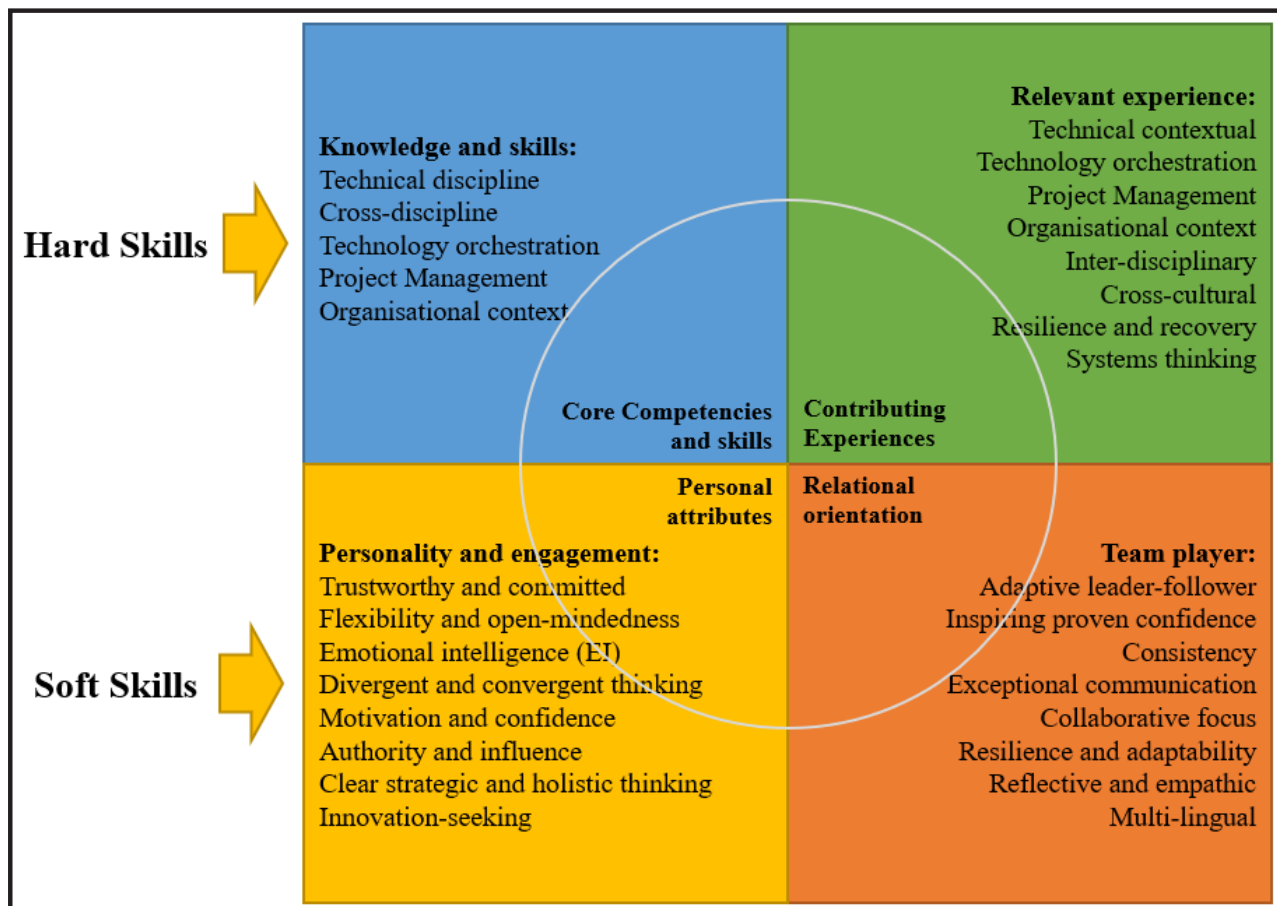 Hard Skills
Knowledge and skills:
Technical discipline
Cross-discipline
Technology orchestration
Project Management
Organisational context
Core Competencies
and skills
Relevant experience:
Technical contextual
Technology orchestration
Project Management
Organisational context
Inter-disciplinary
Cross-cultural
Resilience and recovery
Systems thinking
Contributing
Experiences
Soft Skills
Personal
attributes
Personality and engagement:
Trustworthy and committed
Flexibility and open-mindedness
Emotional intelligence (EI)
Divergent and convergent thinking
Motivation and confidence
Authority and influence
Clear strategic and holistic thinking
Innovation-seeking
Relational
orientation
Team player:
Adaptive leader-follower
Inspiring proven confidence
Consistency
Exceptional communication
Collaborative focus
Resilience and adaptability
Reflective and empathic
Multi-lingual